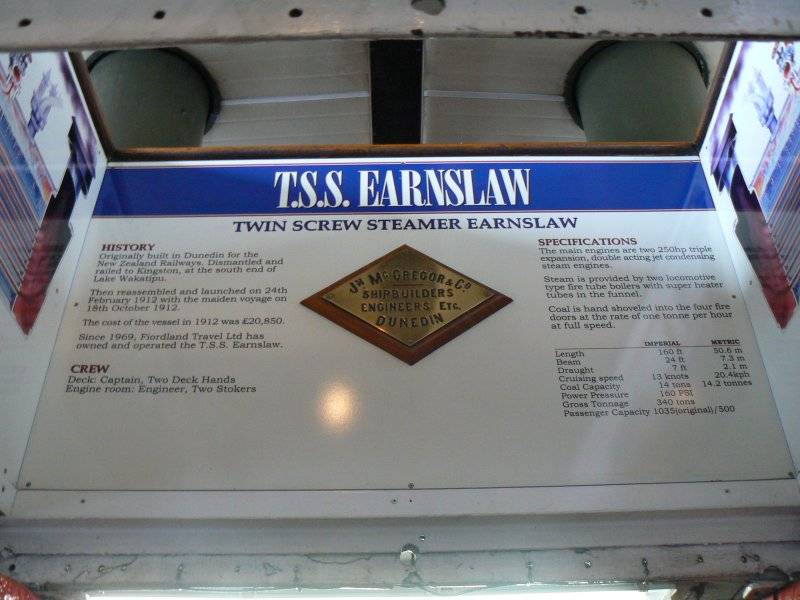 T.S.S. EARNSLAW
TWIN SCREW STEAMER EARNSLAW
HISTORY
Originally built in Dunedin for the
New Zealand Railways. Dismantled and
railed to Kingston, at the south end of
Lake Wakatipu.
Then reassembled and launched on 24th
February 1912 with the maiden voyage on
18th October 1912.
The cost of the vessel in 1912 was £20,850.
Since 1969, Fiordland Travel Ltd has
owned and operated the T.S.S. Earnslaw.
CREW
Deck: Captain, Two Deck Hands
Engine room: Engineer, Two Stokers
JN McGREGOR & Co
SHIPBUILDERS
ENGINEERS ETC.
DUNEDIN
SPECIFICATIONS
The main engines are two 250hp triple
expansion, double acting jet condensing
steam engines.
Steam is provided by two locomotive
type fire tube boilers with super heater
tubes in the funnel.
Coal is hand shoveled into the four fire
doors at the rate of one tonne per hour
at full speed.
IMPERIAL METRIC
Length 160 ft 50.6 m
Beam 24 ft 7.3 m
Draught 7 ft 2.1 m
Cruising speed 13 knots 20.4kph
Coal Capacity 14 tons 14.2 tonnes
Power Pressure 160 PSI
Gross Tonnage 340 tons
Passenger Capacity 1035(original)/500